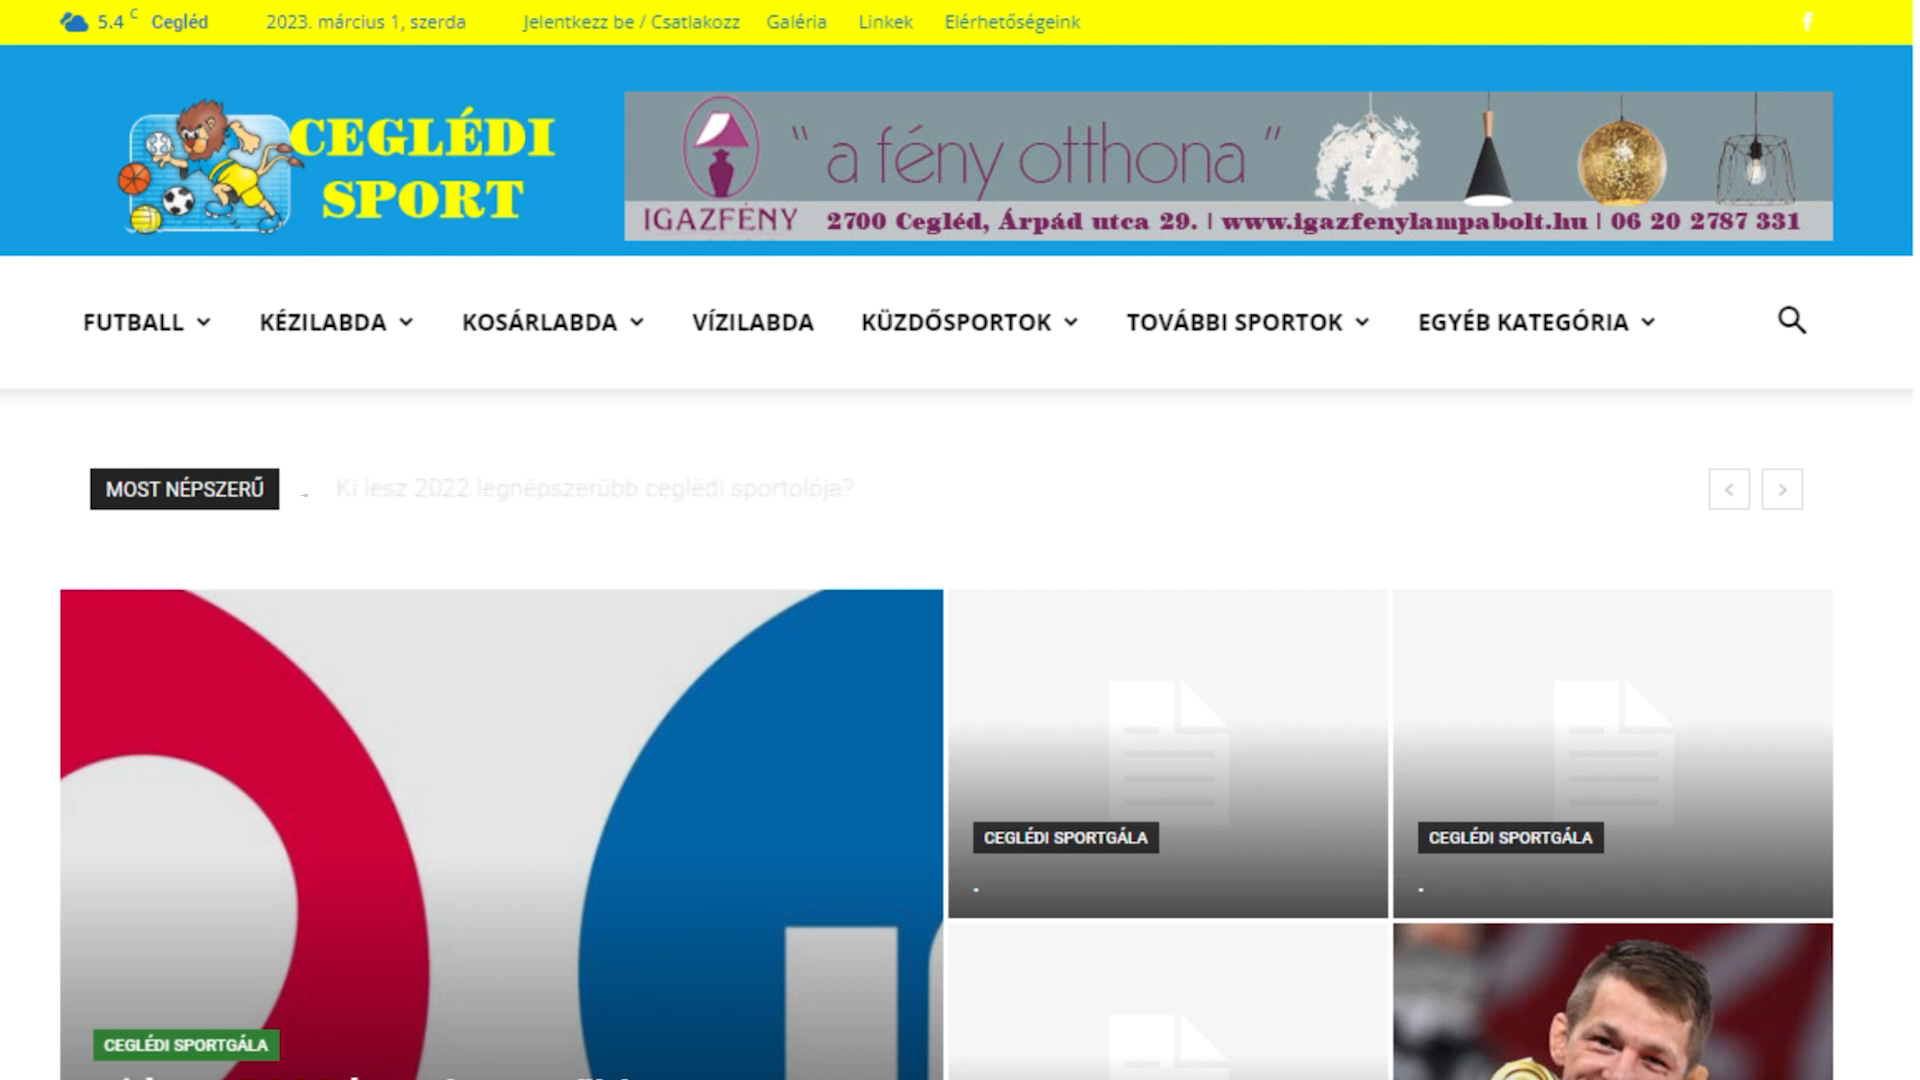 5.4 C Cegléd 2023. március 1, szerda Jelentkezz be / Csatlakozz Galéria Linkek Elérhetőségeink
CEGLÉDI
SPORT
" a fény otthona "
IGAZFÉNY
2700 Cegléd, Árpád utca 29. | www.igazfenylampabolt.hu | 06 20 2787 331
FUTBALL KÉZILABDA KOSÁRLABDA VÍZILABDA KÜZDŐSPORTOK TOVÁBBI SPORTOK EGYÉB KATEGÓRIA
MOST NÉPSZERŰ Ki lesz 2022 legnépszerűbb ceglédi sportolója?
CEGLÉDI SPORTGÁLA
.
CEGLÉDI SPORTGÁLA
.
CEGLÉDI SPORTGÁLA